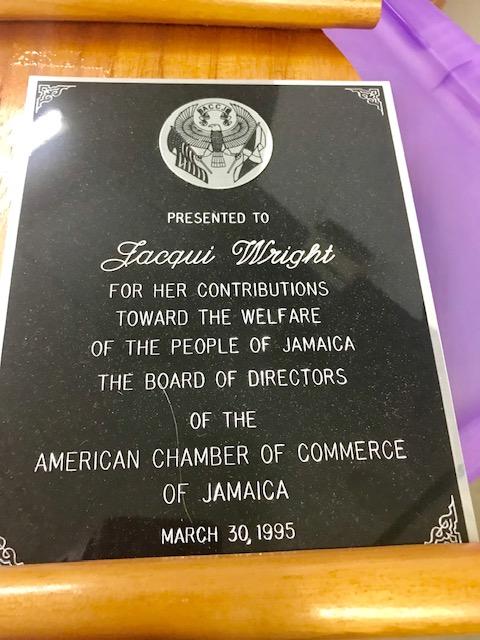 PRESENTED TO
Jacqui Wright
FOR HER CONTRIBUTIONS
TOWARD THE WELFARE
OF THE PEOPLE OF JAMAICA
THE BOARD OF DIRECTORS
OF THE
AMERICAN CHAMBER OF COMMERCE
OF JAMAICA
MARCH 30, 1995